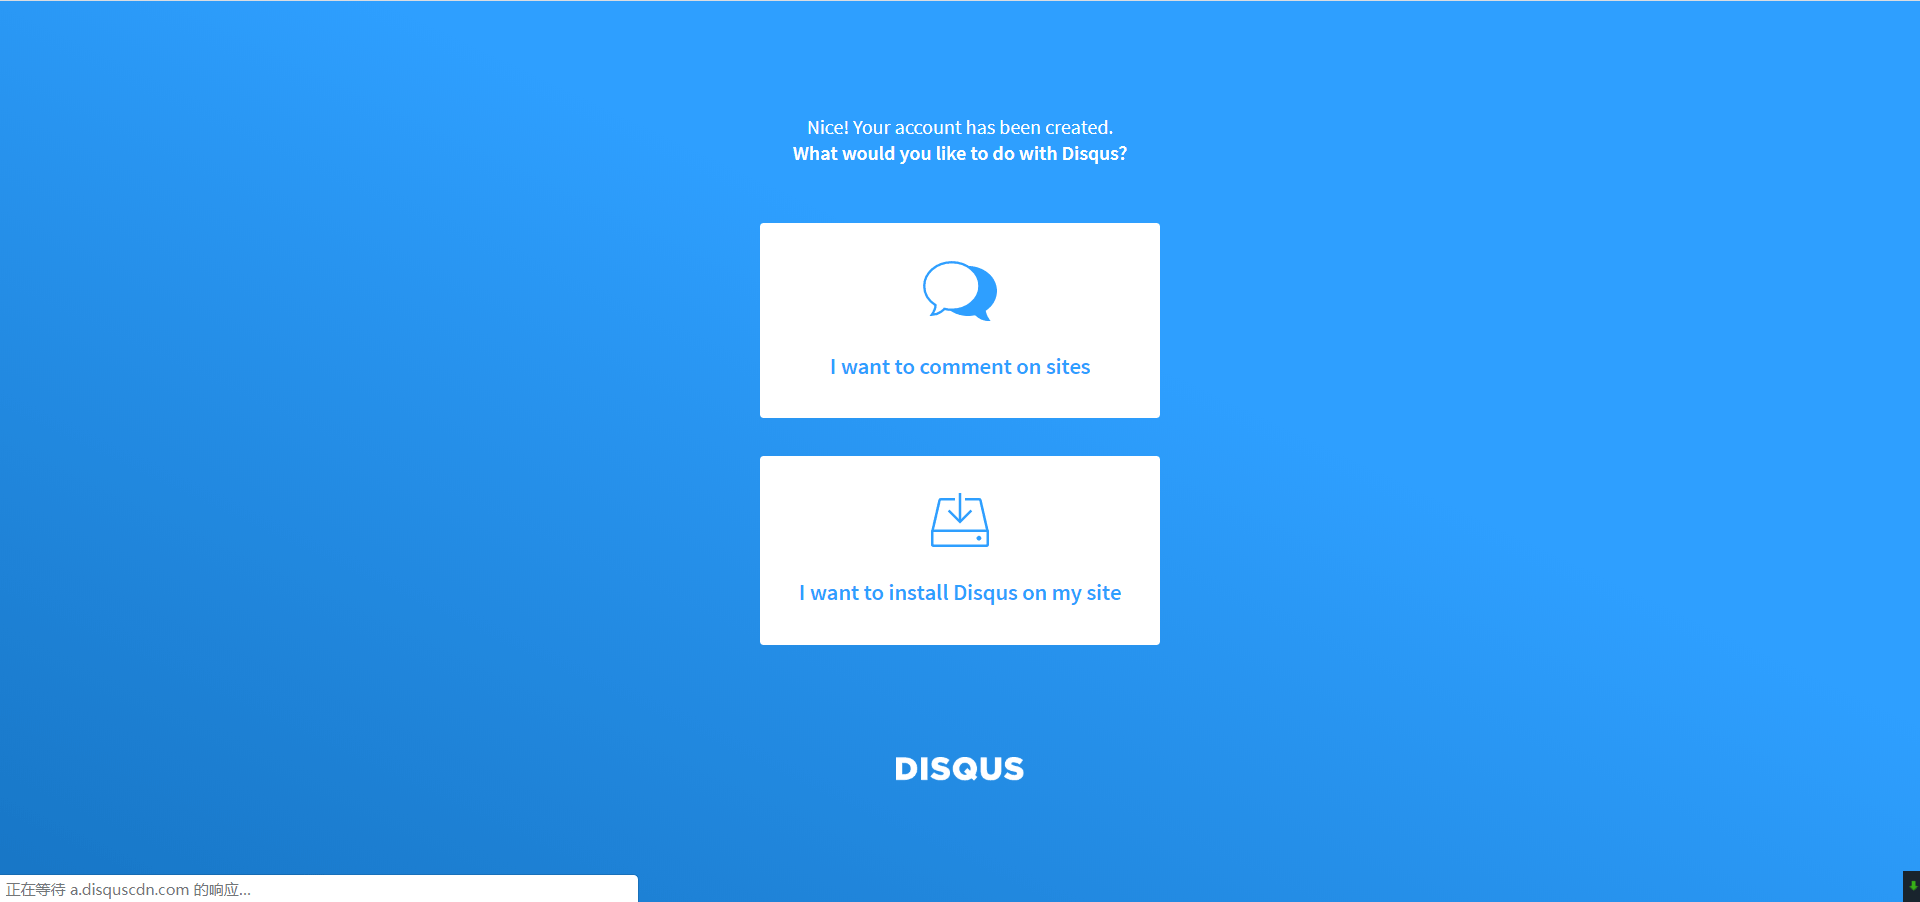 Nice! Your account has been created.
What would you like to do with Disqus?
I want to comment on sites
I want to install Disqus on my site
DISQUS
正在等待 a.disquscdn.com 的响应...